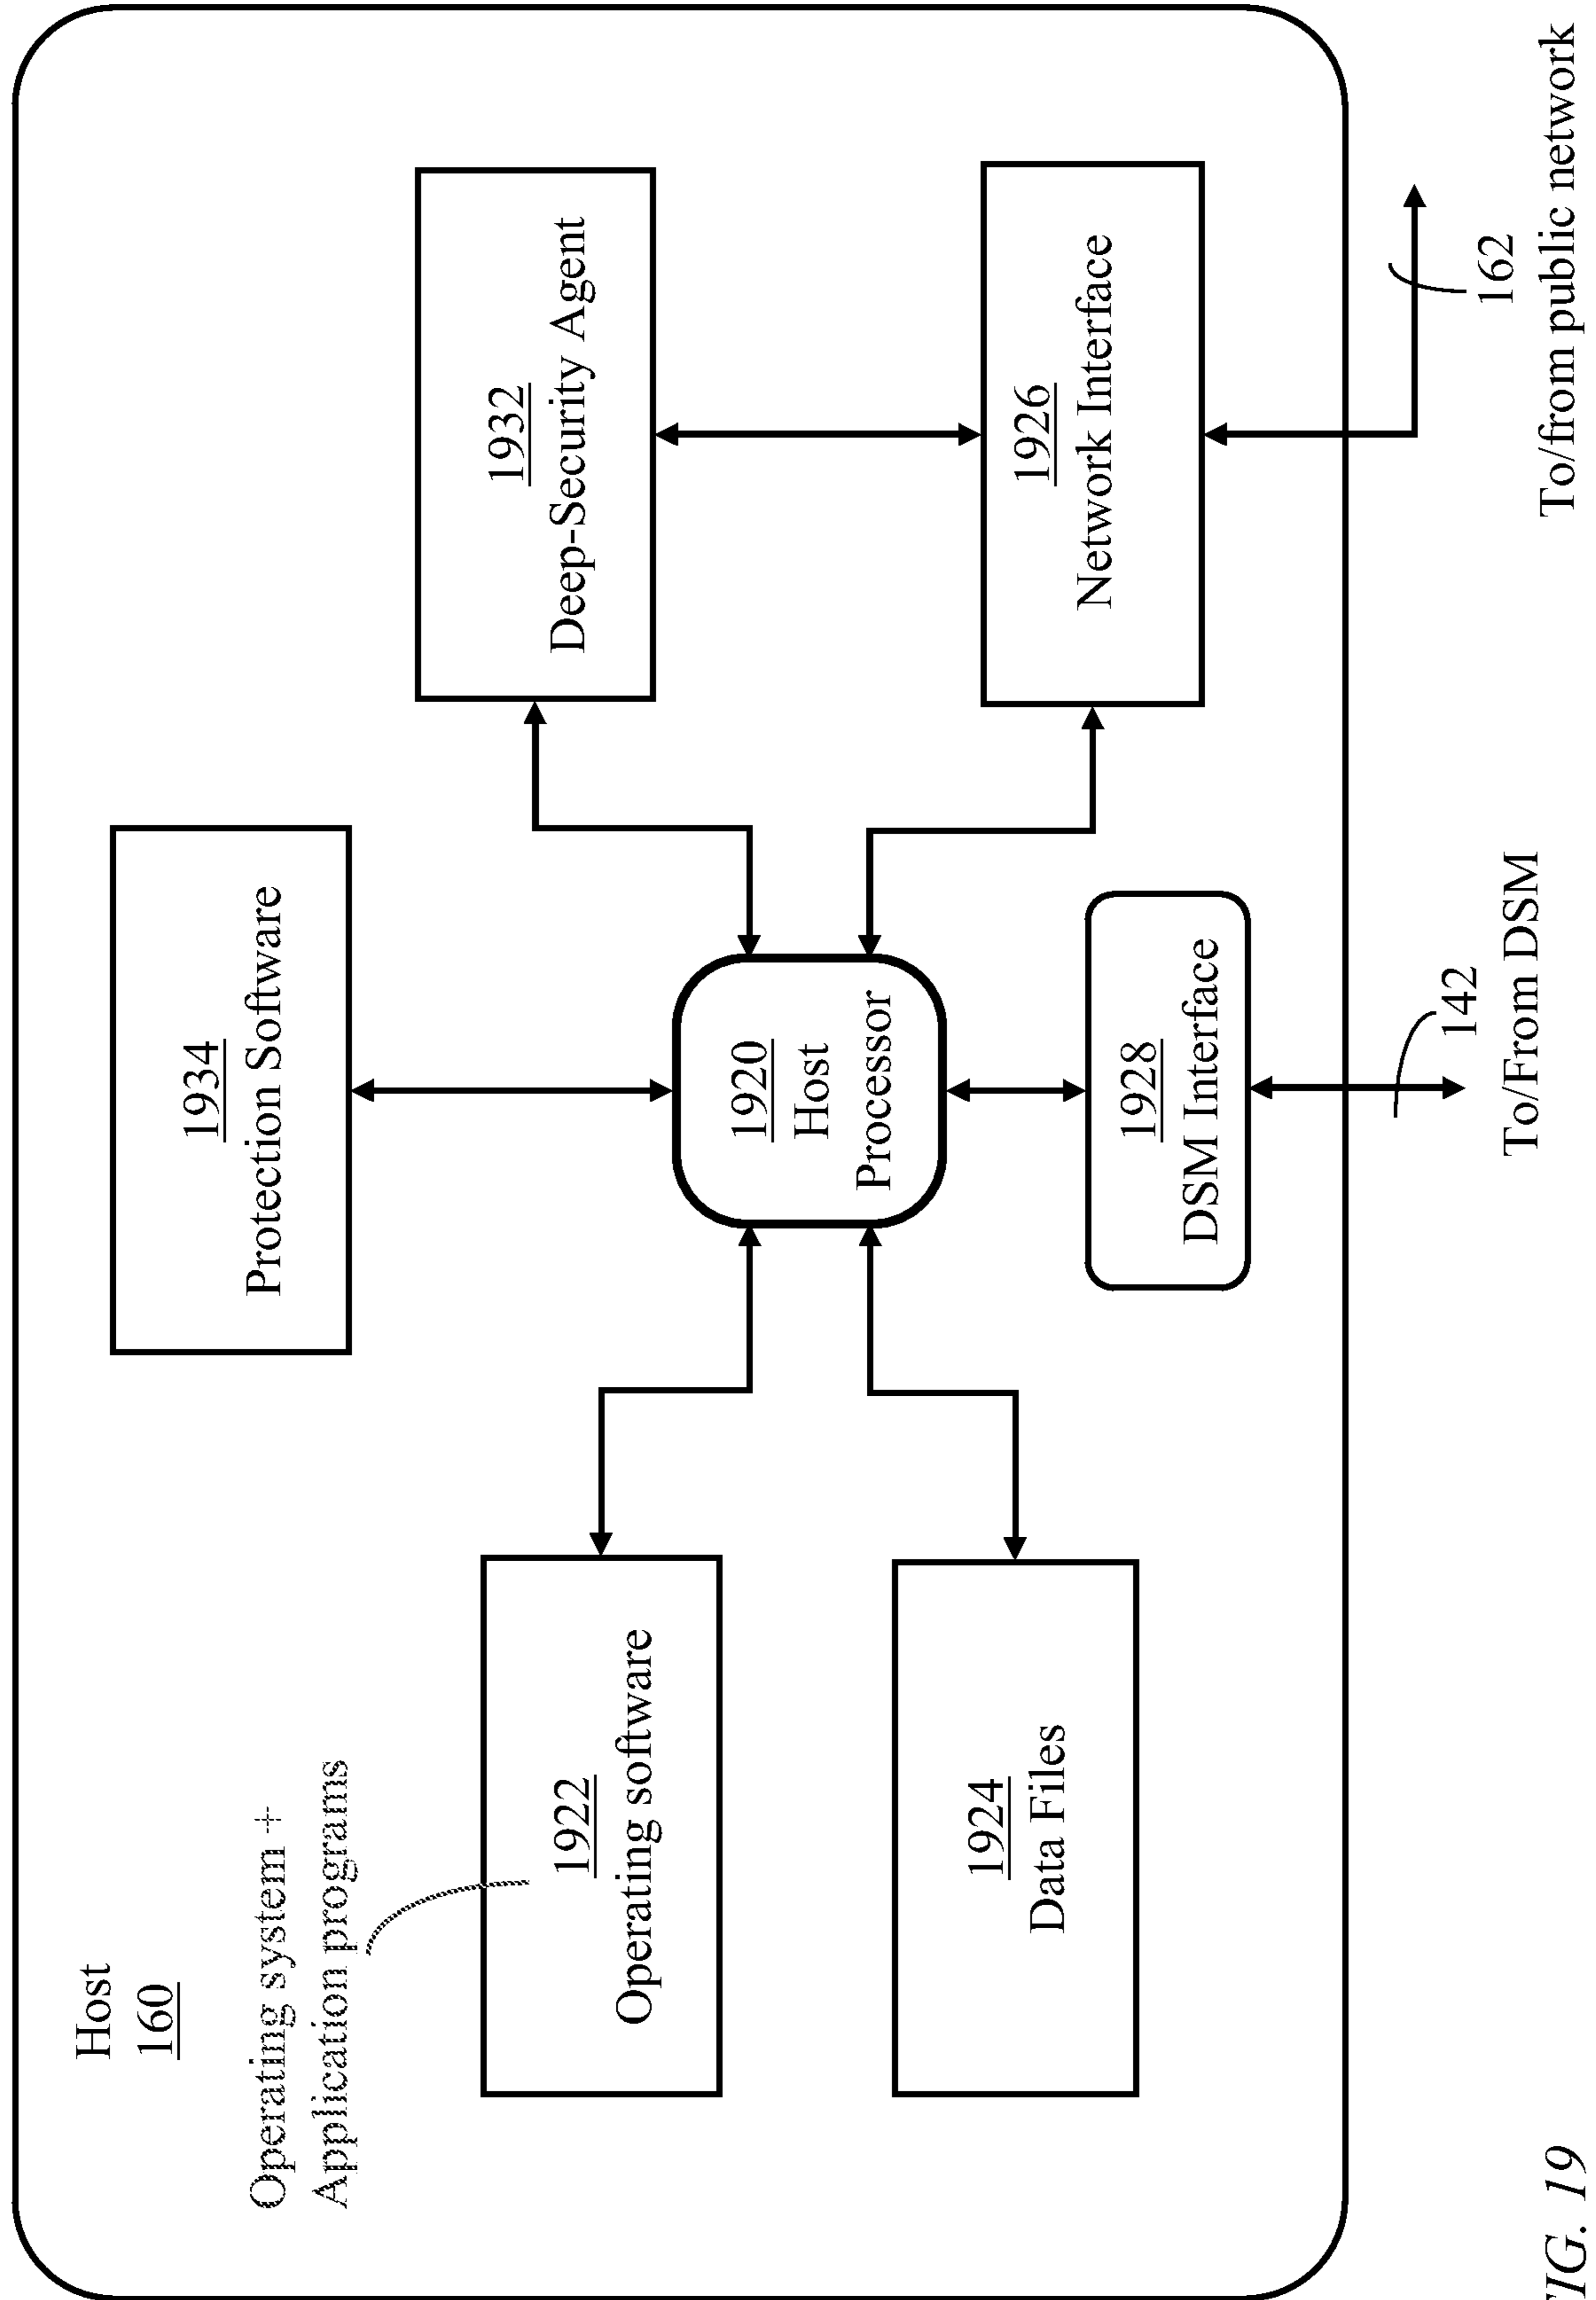 Host
160
Operating system +
Application programs
1934
Protection Software
1922
Operating software
1932
Deep-Security Agent
1920
Host
Processor
1924
Data Files
1926
Network Interface
1928
DSM Interface
142
To/From DSM
162
To/from public network
FIG. 19